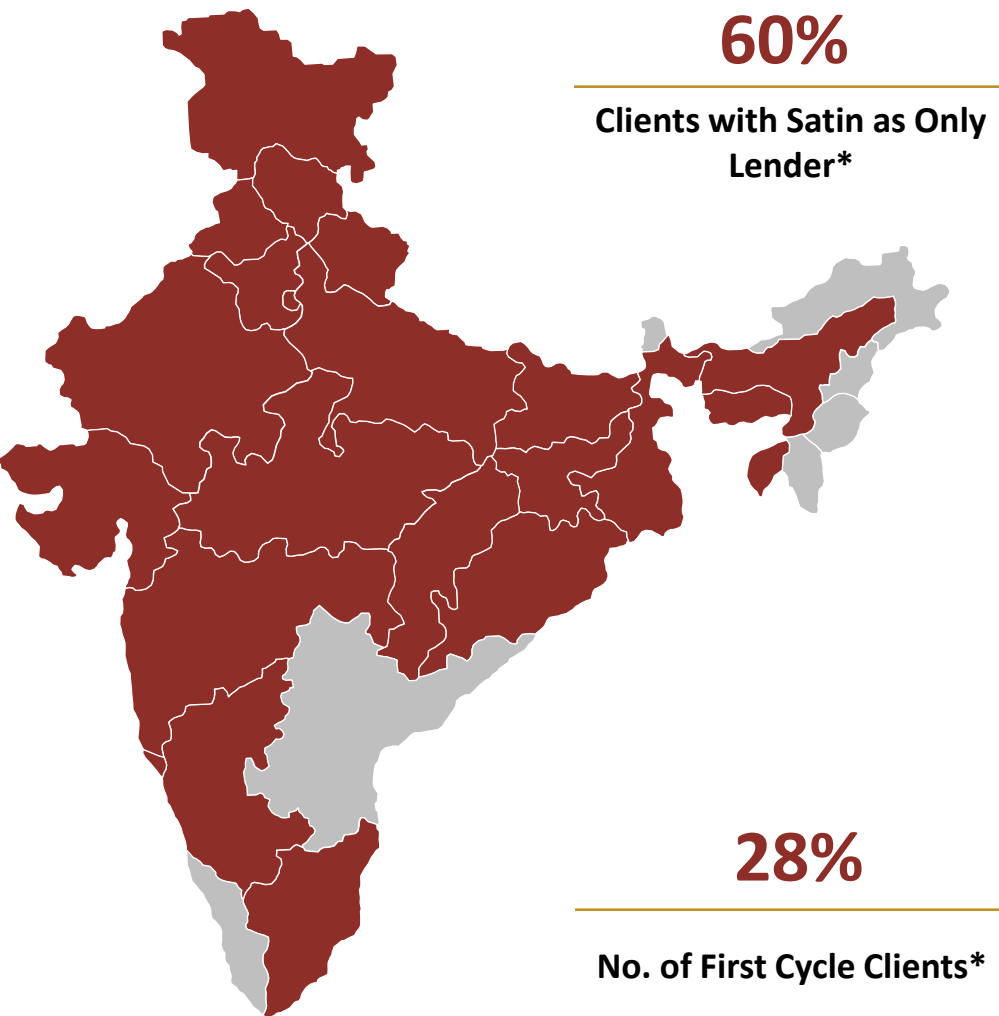 60%
Clients with Satin as Only
Lender*
28%
No. of First Cycle Clients*